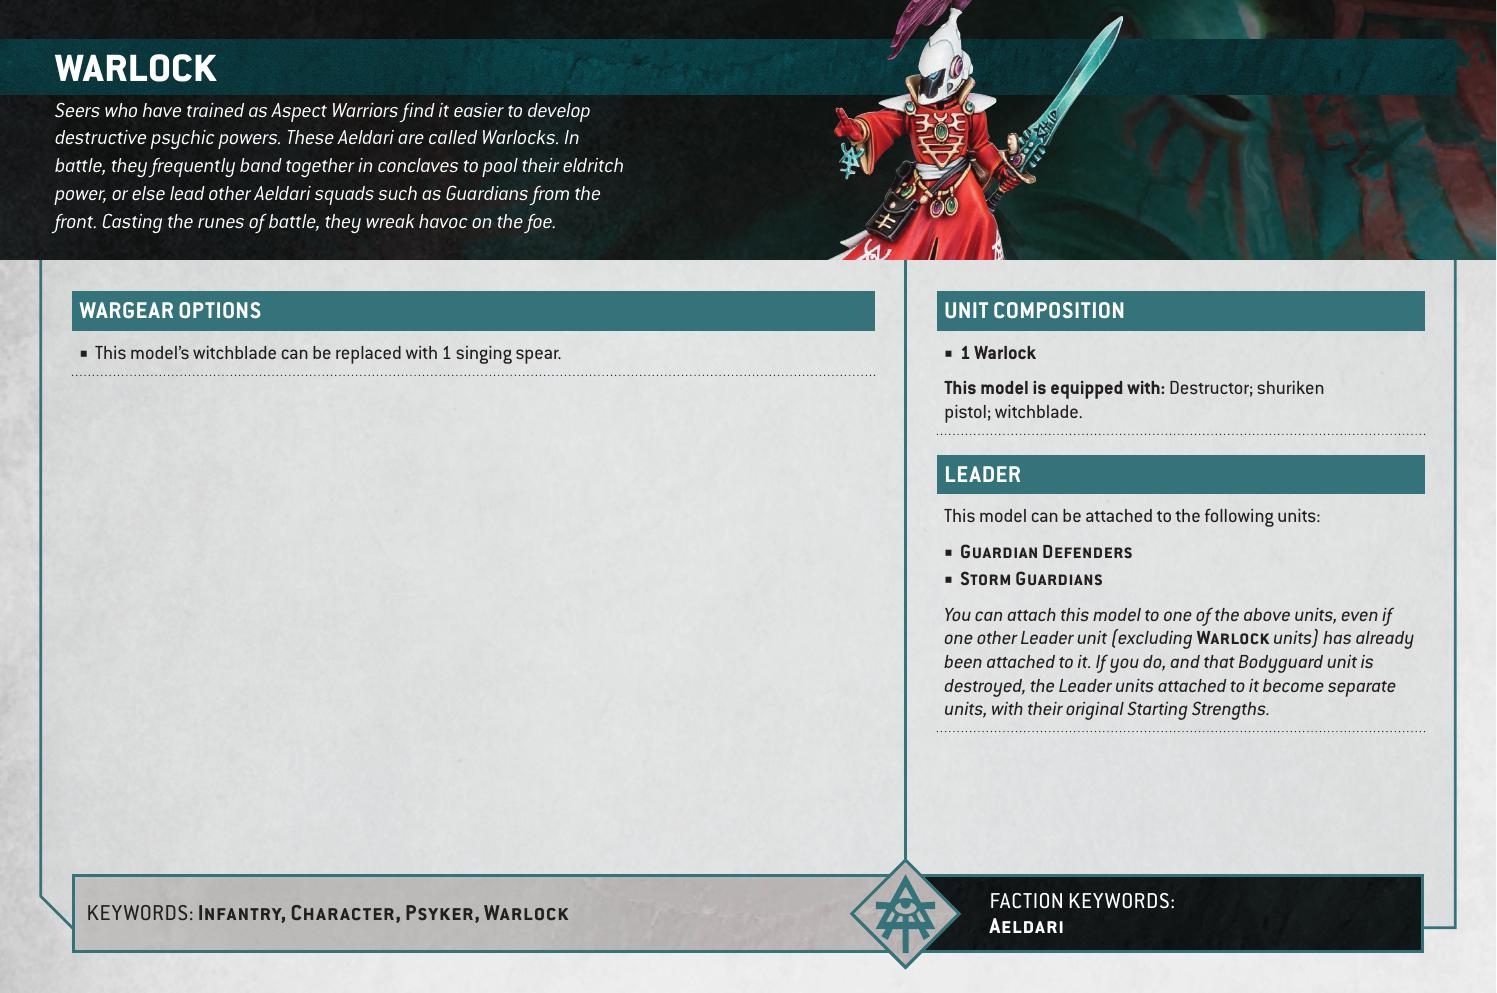 WARLOCK
Seers who have trained as Aspect Warriors find it easier to develop
destructive psychic powers. These Aeldari are called Warlocks. In
battle, they frequently band together in conclaves to pool their eldritch
power, or else lead other Aeldari squads such as Guardians from the
front. Casting the runes of battle, they wreak havoc on the foe.
WARGEAR OPTIONS
▪ This model’s witchblade can be replaced with 1 singing spear.
UNIT COMPOSITION
▪ 1 Warlock
This model is equipped with: Destructor; shuriken
pistol; witchblade.
LEADER
This model can be attached to the following units:
▪ GUARDIAN DEFENDERS
▪ STORM GUARDIANS
You can attach this model to one of the above units, even if
one other Leader unit (excluding WARLOCK units) has already
been attached to it. If you do, and that Bodyguard unit is
destroyed, the Leader units attached to it become separate
units, with their original Starting Strengths.
KEYWORDS: INFANTRY, CHARACTER, PSYKER, WARLOCK
FACTION KEYWORDS:
AELDARI